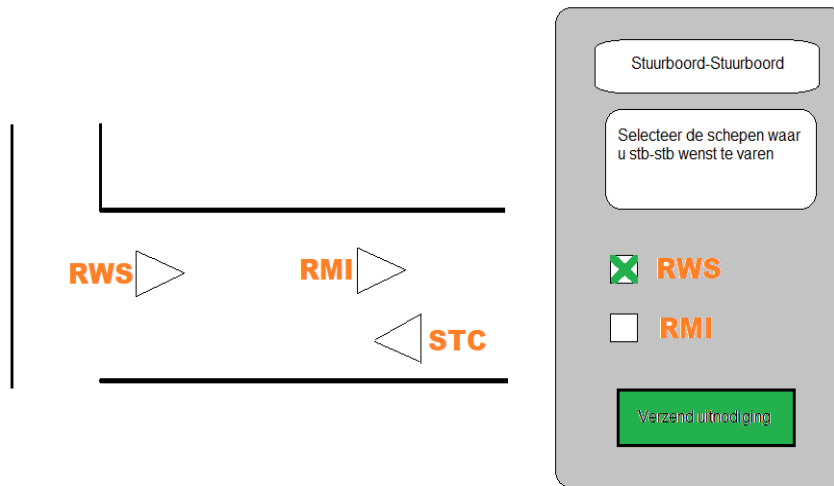 RWS
RMI
STC
Stuurboord-Stuurboord
Selecteer de schepen waar
u stb-stb wenst te varen
RWS
RMI
Verzend uitnodiging